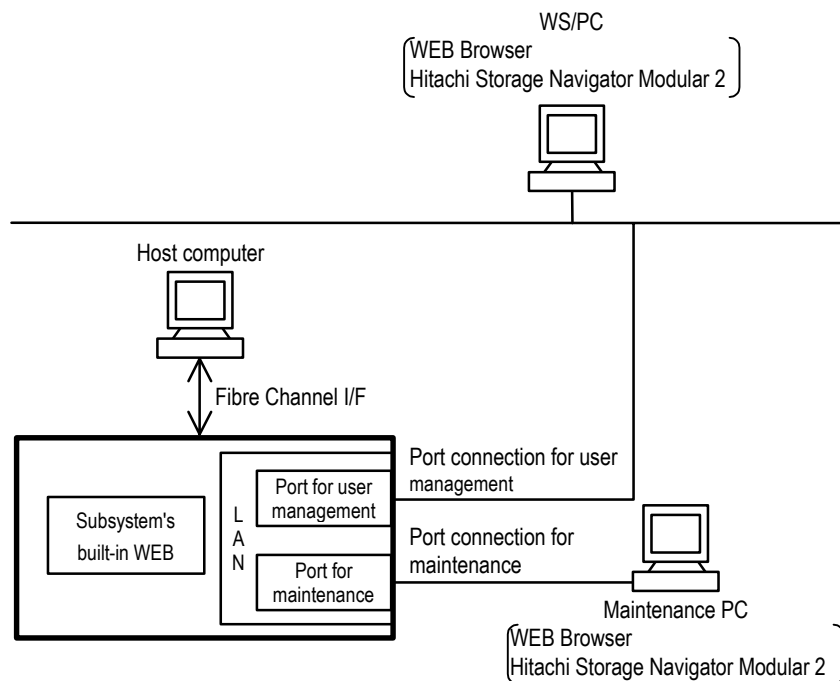 WS/PC
WEB Browser
Hitachi Storage Navigator Modular 2
Host computer
Fibre Channel I/F
Port connection for user
management
Port for user
management
Subsystem's
built-in WEB
L
A
N
Port connection for
maintenance
Port for
maintenance
Maintenance PC
WEB Browser
Hitachi Storage Navigator Modular 2